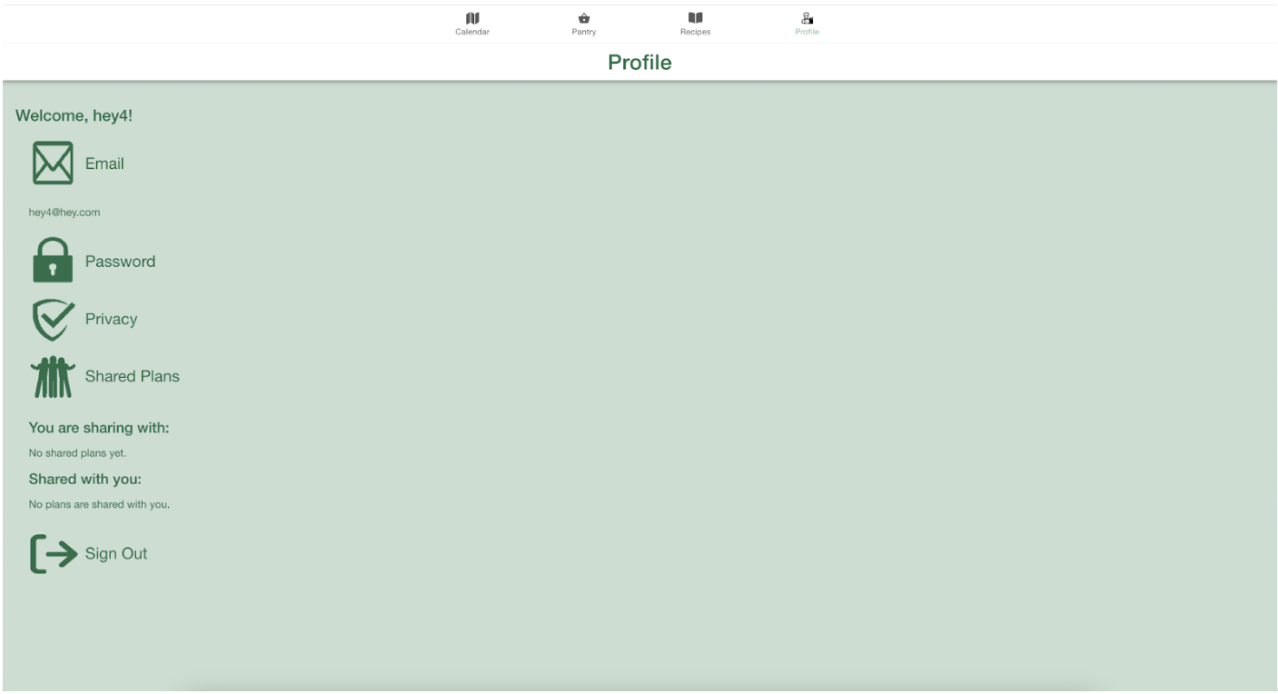 Calendar
Pantry
Recipes
Profile
Profile
Welcome, hey4!
Email
hey4@hey.com
Password
Privacy
Shared Plans
You are sharing with:
No shared plans yet.
Shared with you:
No plans are shared with you.
Sign Out